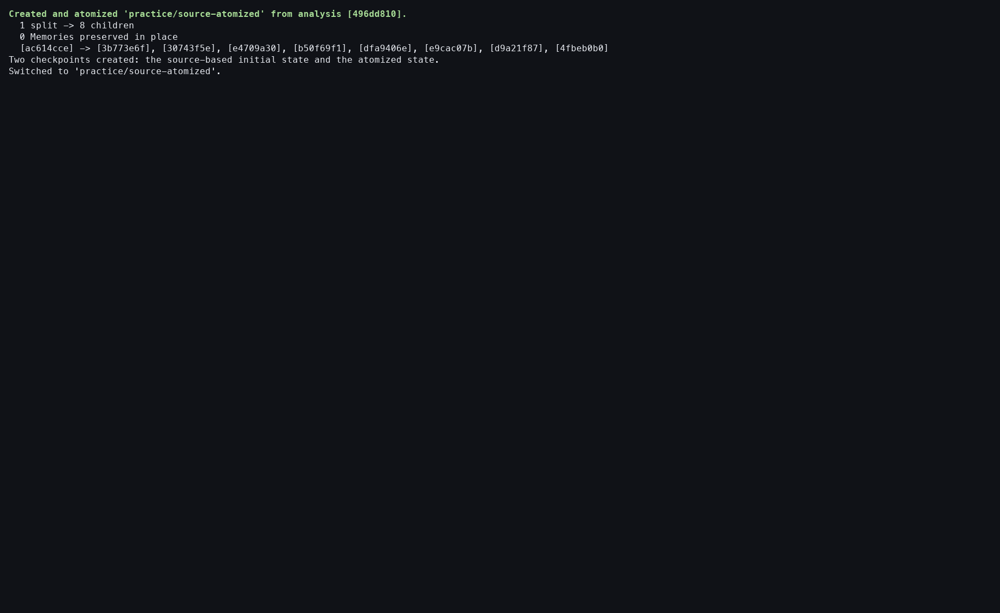 Created and atomized 'practice/source-atomized' from analysis [496dd810].
  1 split -> 8 children
  0 Memories preserved in place
  [ac614cce] -> [3b773e6f], [30743f5e], [e4709a30], [b50f69f1], [dfa9406e], [e9cac07b], [d9a21f87], [4fbeb0b0]
Two checkpoints created: the source-based initial state and the atomized state.
Switched to 'practice/source-atomized'.